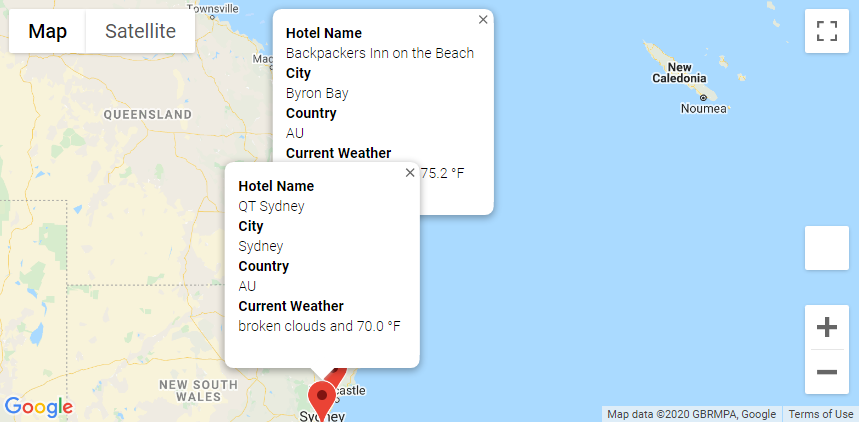 Townsville
Map
Satellite
Hotel Name
Backpackers Inn on the Beach
City
Byron Bay
Country
AU
Current Weather
75.2 °F
QUEENSLAND
New
Caledonia
Noumea
Hotel Name
QT Sydney
City
Sydney
Country
AU
Current Weather
broken clouds and 70.0 °F
NEW SOUTH
WALES
Sydney
Google
Map data ©2020 GBRMPA, Google
Terms of Use